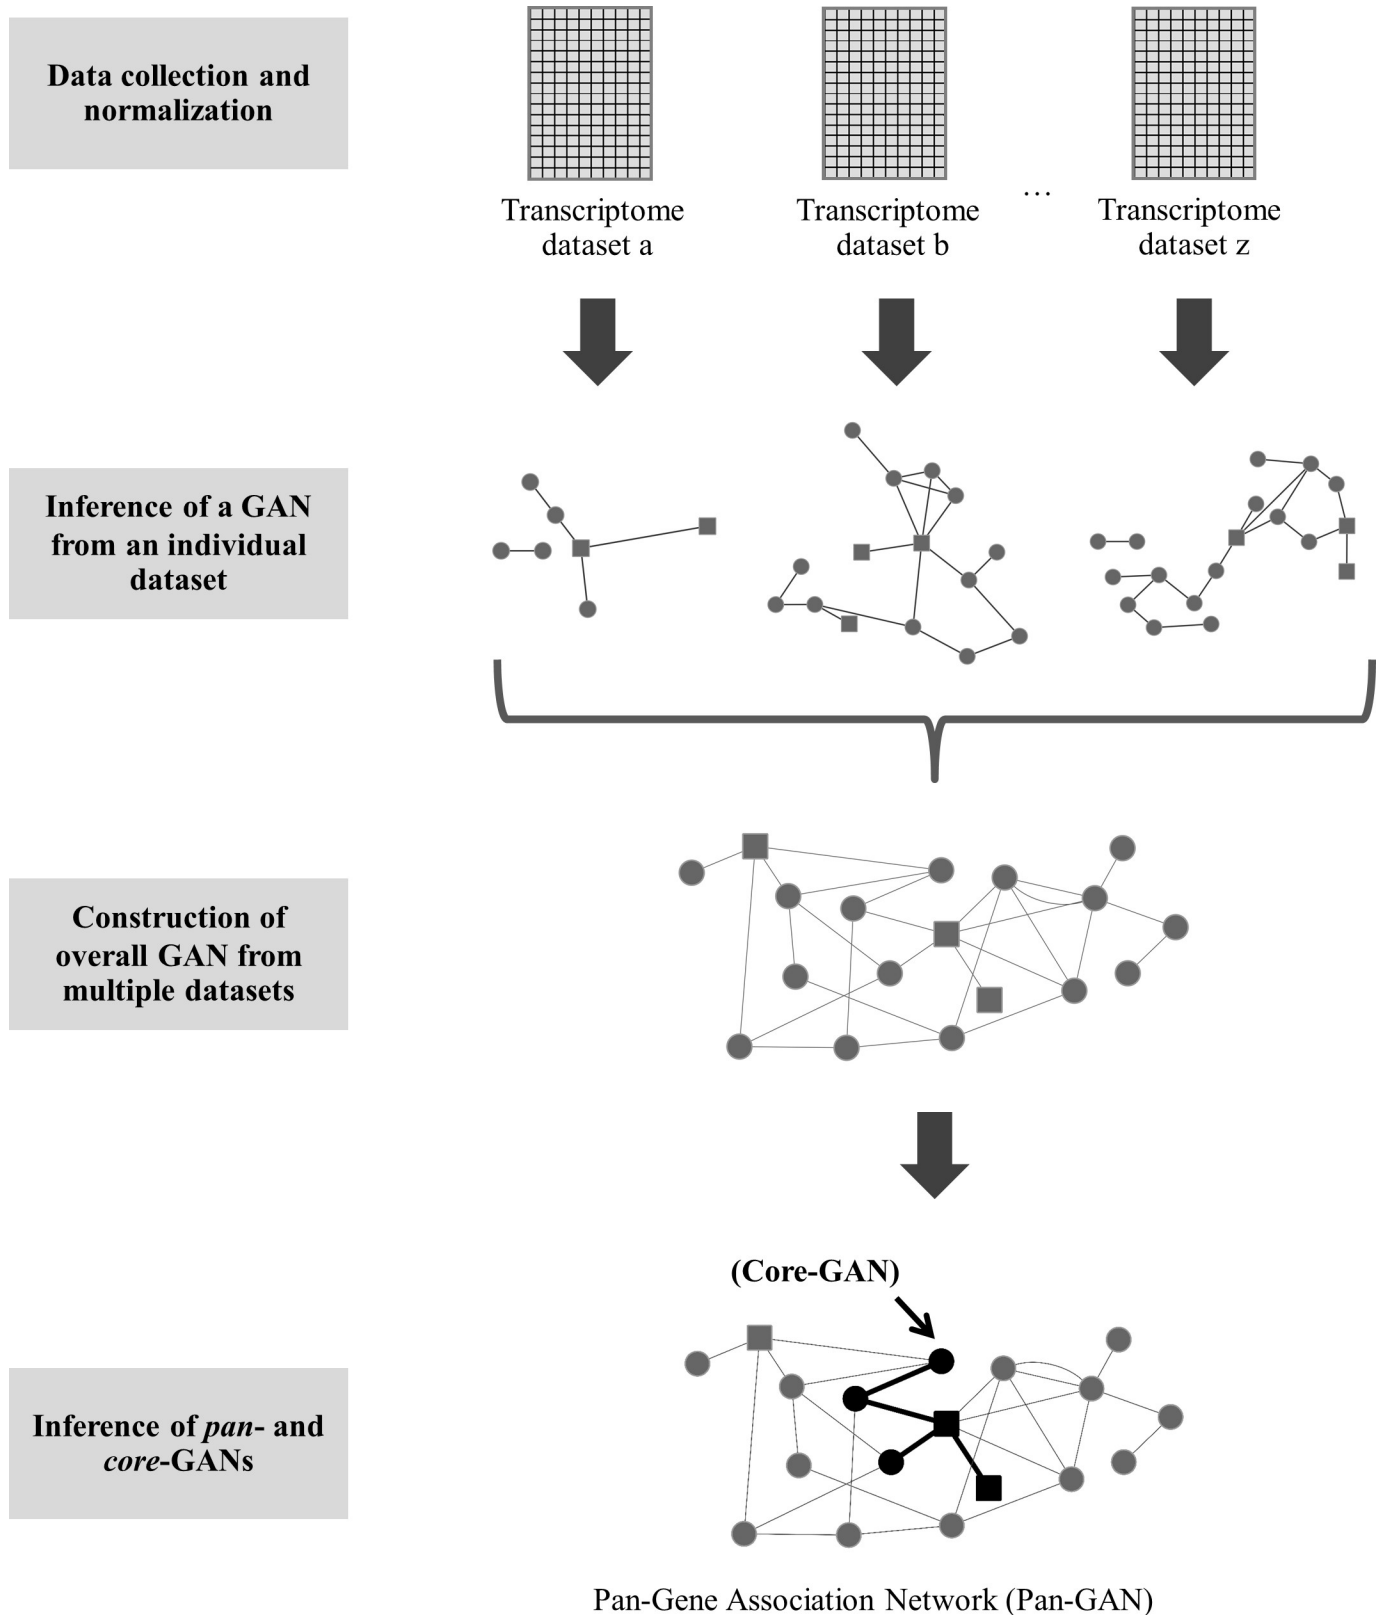 Data collection and
normalization
Transcriptome
dataset a
Transcriptome
dataset b
...
Transcriptome
dataset z
Inference of a GAN
from an individual
dataset
Construction of
overall GAN from
multiple datasets
(Core-GAN)
Inference of pan- and
core-GANs
Pan-Gene Association Network (Pan-GAN)